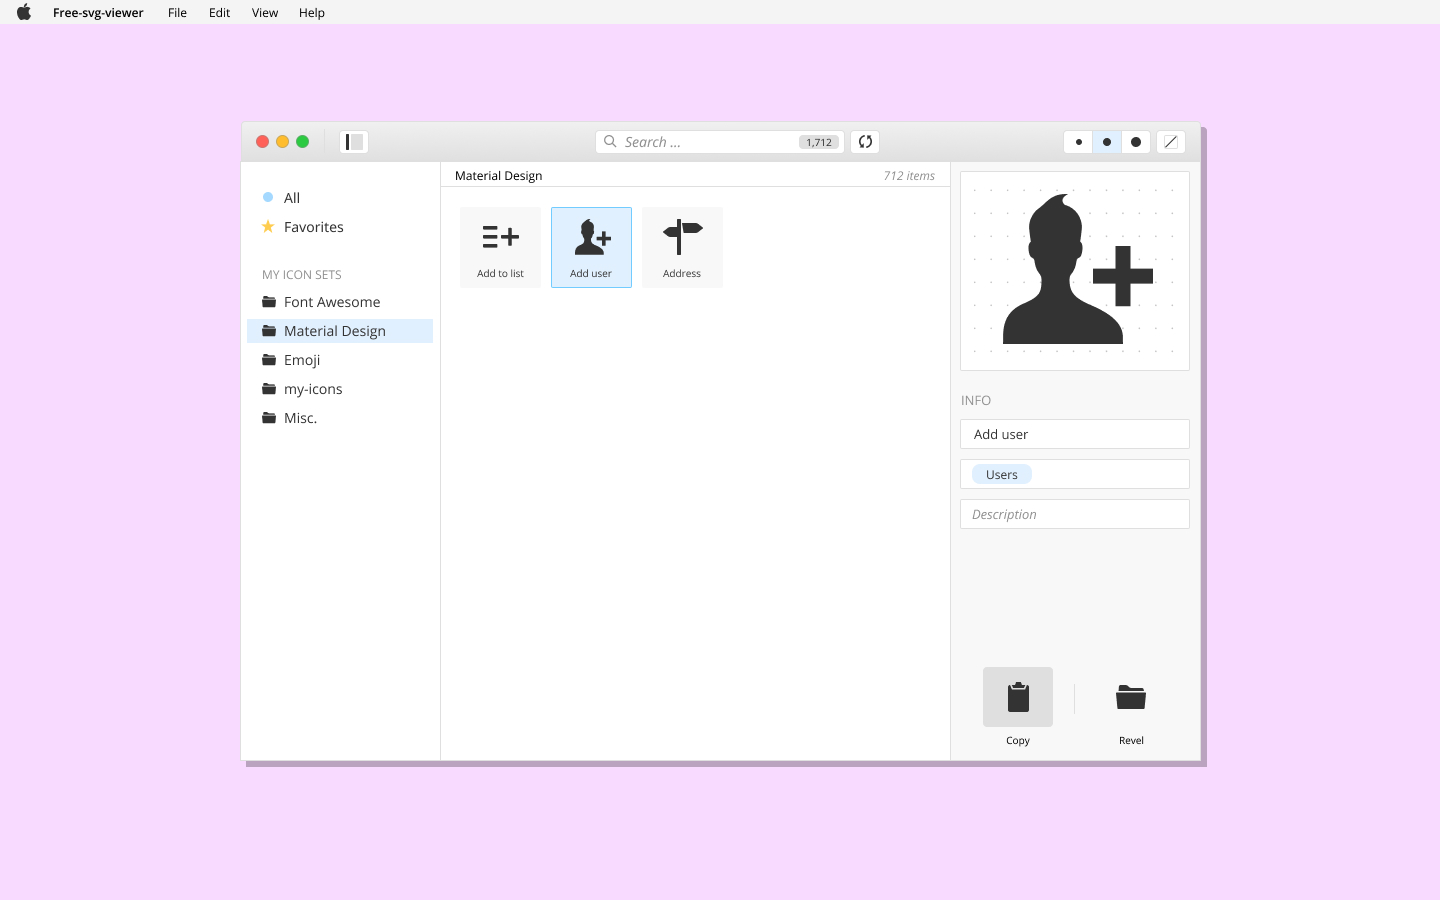 Free-svg-viewer File Edit View Help
Search ... 1,712
All
Favorites
MY ICON SETS
Font Awesome
Material Design
Emoji
my-icons
Misc.
Material Design 712 items
Add to list Add user Address
INFO
Add user
Users
Description
Copy Revel